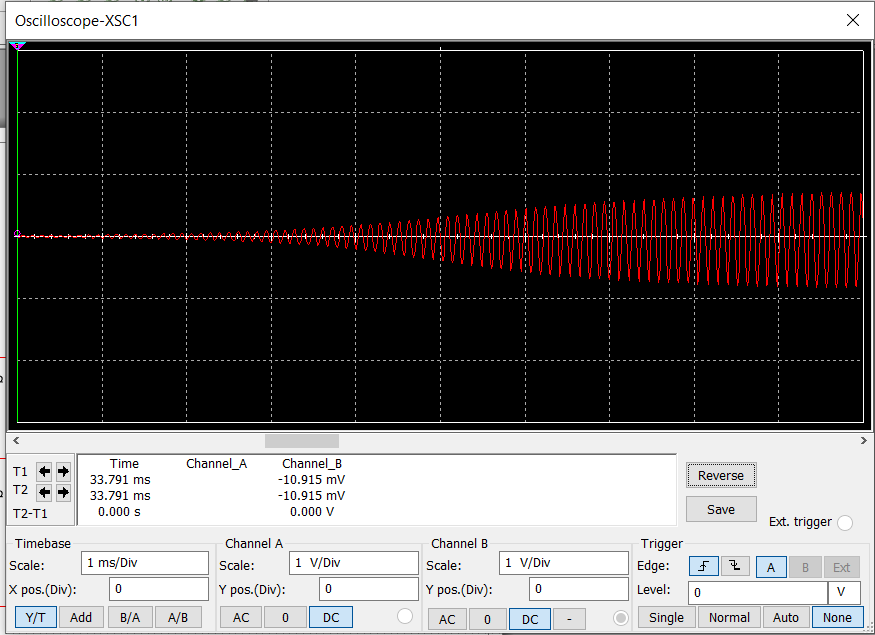 Oscilloscope-XSC1
Time Channel_A Channel_B
T1 33.791 ms -10.915 mV
T2 33.791 ms -10.915 mV
T2-T1 0.000 s 0.000 V
Reverse
Save
Ext. trigger
Timebase
Scale: 1 ms/Div
X pos.(Div): 0
Y/T Add B/A A/B
Channel A
Scale: 1 V/Div
Y pos.(Div): 0
AC 0 DC
Channel B
Scale: 1 V/Div
Y pos.(Div): 0
AC 0 DC -
Trigger
Edge: A B Ext
Level: 0 V
Single Normal Auto None